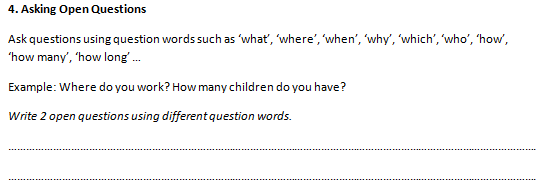 4. Asking Open Questions
Ask questions using question words such as ‘what’, ‘where’, ‘when’, ‘why’, ‘which’, ‘who’, ‘how’,
‘how many’, ‘how long’ ...
Example: Where do you work? How many children do you have?
Write 2 open questions using different question words.